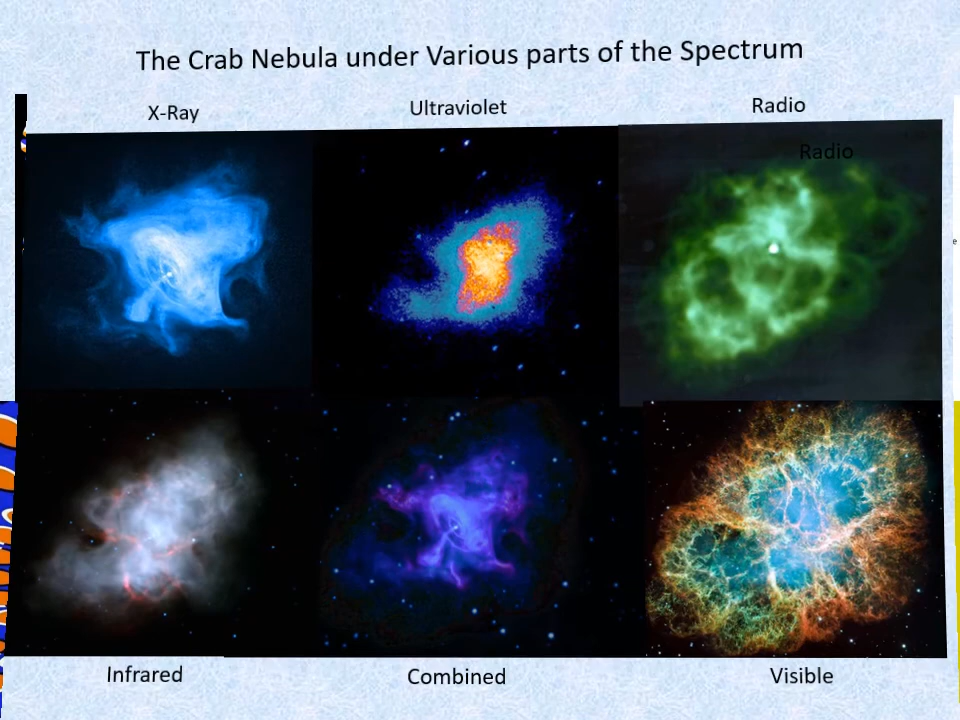 The Crab Nebula under Various parts of the Spectrum
X-Ray
Ultraviolet
Radio
Radio
e
Infrared
Combined
Visible